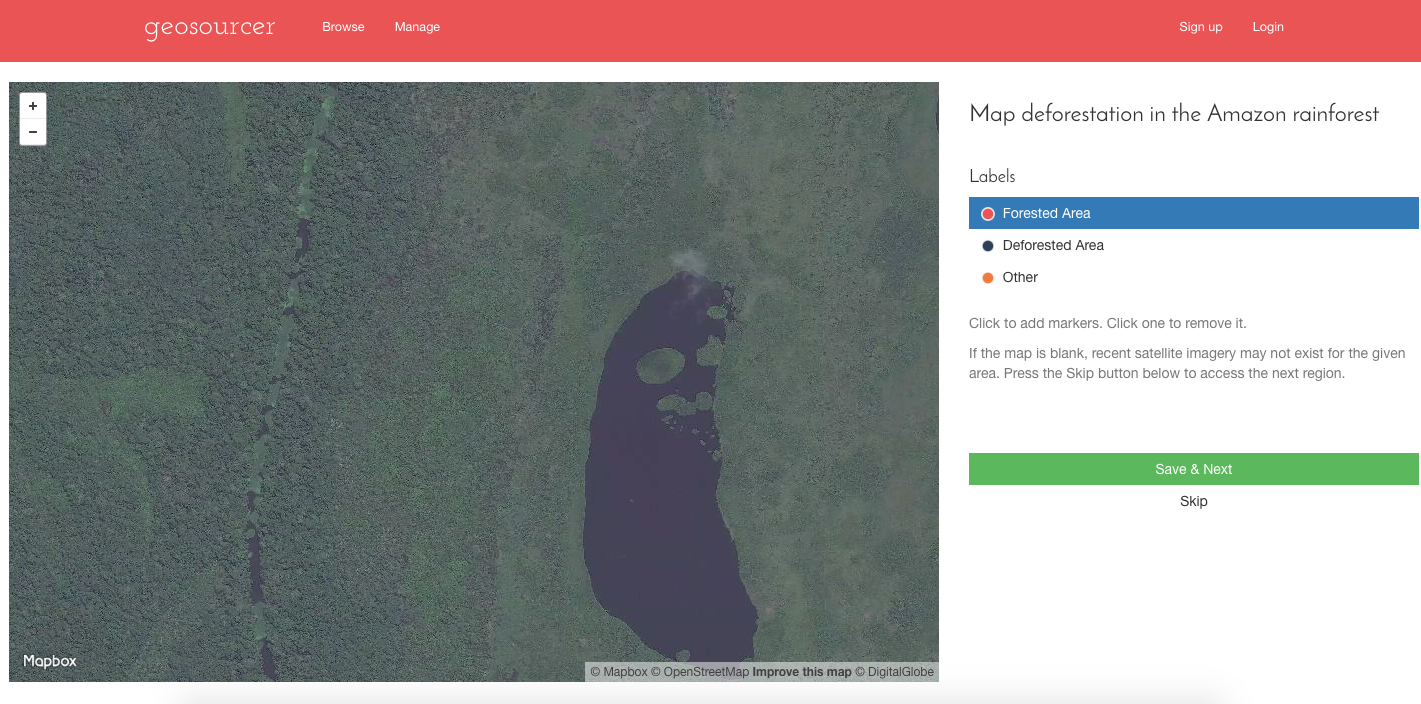 geosourcer
Browse
Manage
Sign up
Login
+
−
Mapbox
© Mapbox © OpenStreetMap Improve this map © DigitalGlobe
Map deforestation in the Amazon rainforest
Labels
Forested Area
Deforested Area
Other
Click to add markers. Click one to remove it.
If the map is blank, recent satellite imagery may not exist for the given
area. Press the Skip button below to access the next region.
Save & Next
Skip